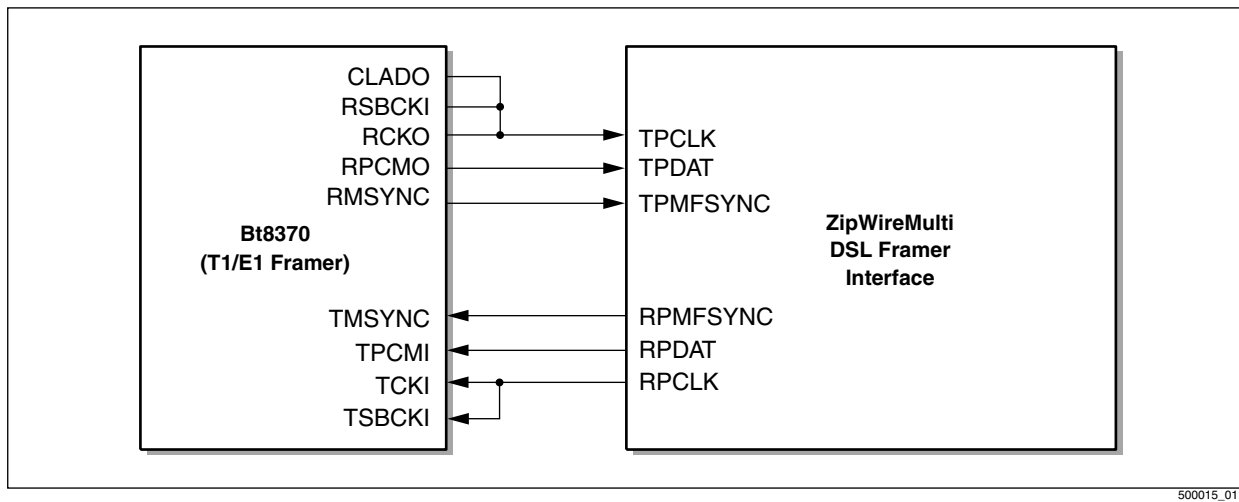 CLADO
RSBCKI
RCKO
RPCMO
RMSYNC
Bt8370
(T1/E1 Framer)
TMSYNC
TPCMI
TCKI
TSBCKI
TPCLK
TPDAT
TPMFSYNC
ZipWireMulti
DSL Framer
Interface
RPMFSYNC
RPDAT
RPCLK
500015_01